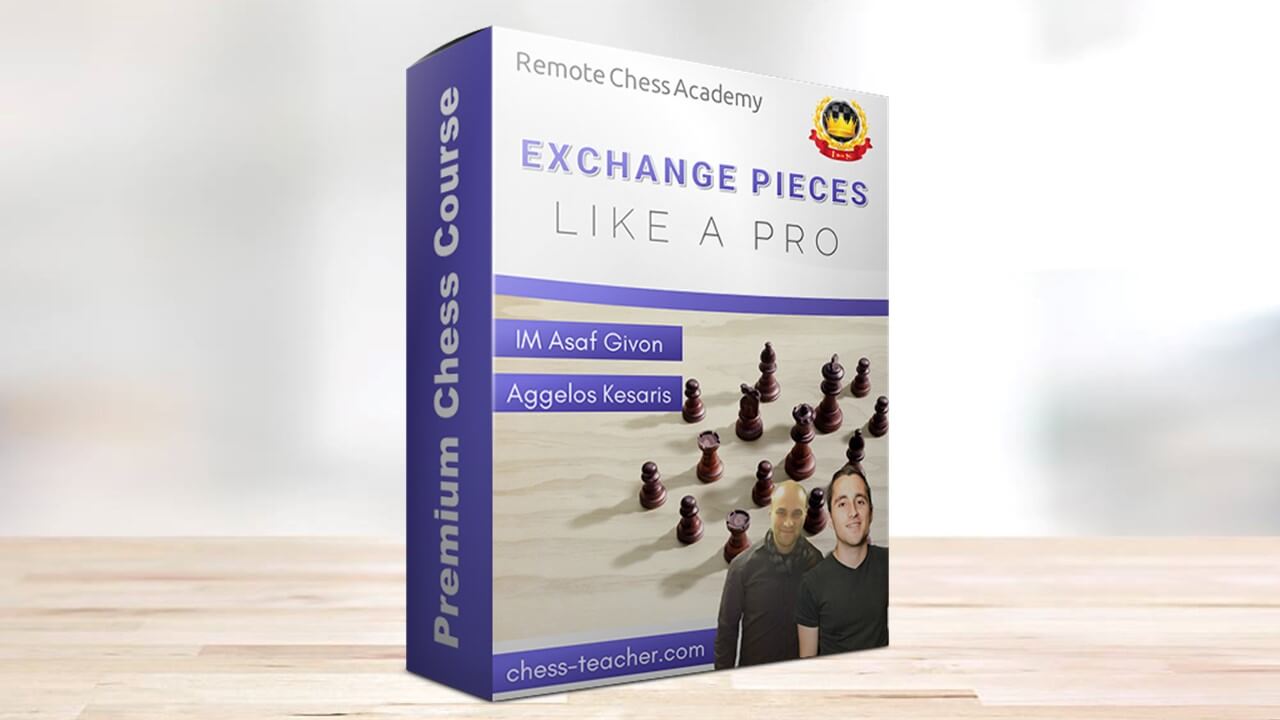 Premium Chess Course
Remote Chess Academy
EXCHANGE PIECES
LIKE A PRO
IM Asaf Givon
Aggelos Kesaris
chess-teacher.com